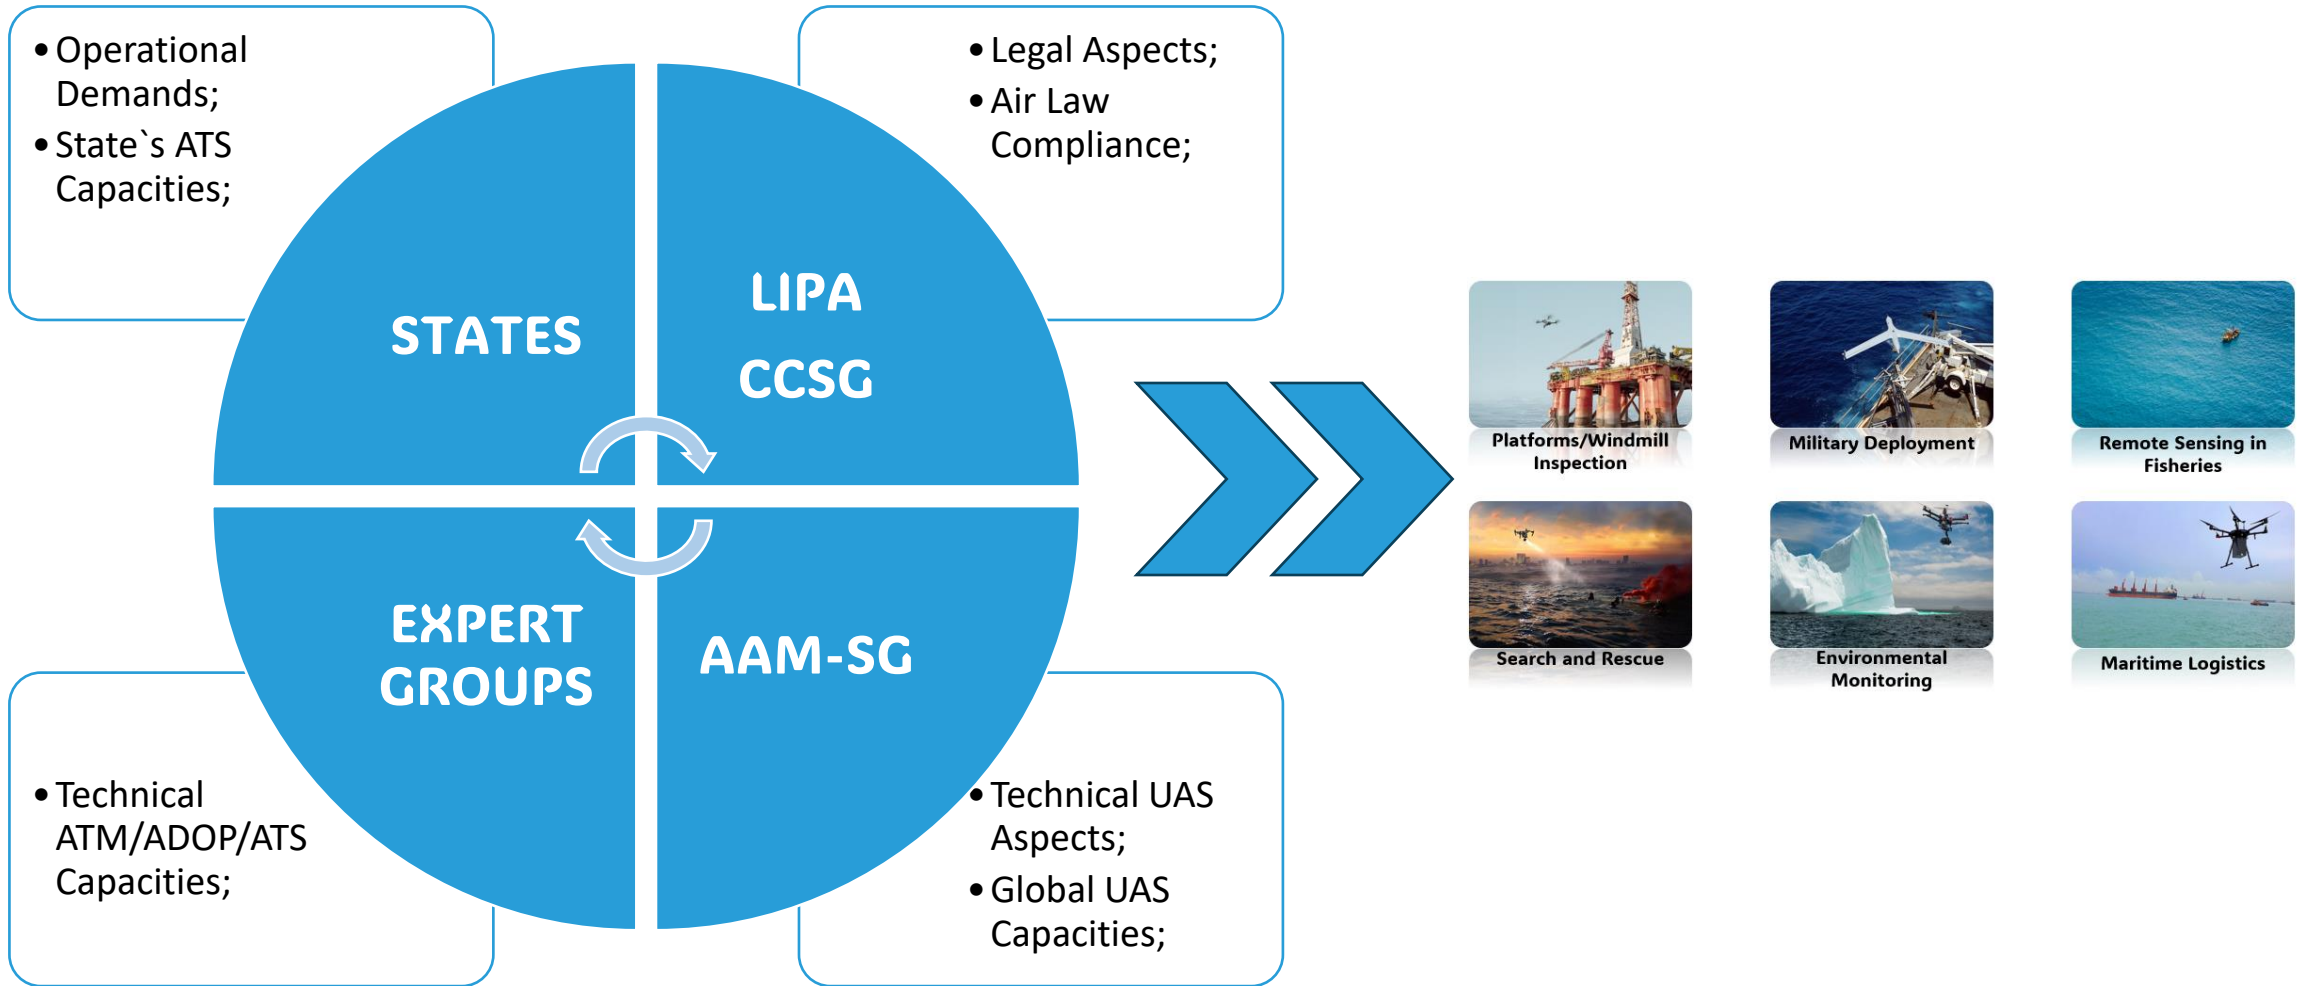 • Operational
Demands;
• State`s ATS
Capacities;
• Legal Aspects;
• Air Law
Compliance;
STATES
LIPA
CCSG
EXPERT
GROUPS
AAM-SG
• Technical
ATM/ADOP/ATS
Capacities;
• Technical UAS
Aspects;
• Global UAS
Capacities;
Platforms/Windmill
Inspection
Military Deployment
Remote Sensing in
Fisheries
Search and Rescue
Environmental
Monitoring
Maritime Logistics